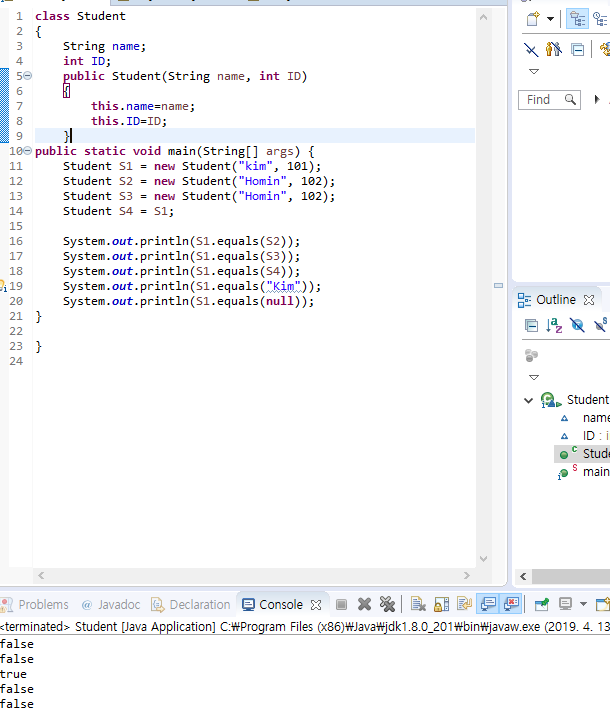 1 class Student
2 {
3 String name;
4 int ID;
5 public Student(String name, int ID)
6 {
7 this.name=name;
8 this.ID=ID;
9 }
10 public static void main(String[] args) {
11 Student S1 = new Student("kim", 101);
12 Student S2 = new Student("Homin", 102);
13 Student S3 = new Student("Homin", 102);
14 Student S4 = S1;
15
16 System.out.println(S1.equals(S2));
17 System.out.println(S1.equals(S3));
18 System.out.println(S1.equals(S4));
19 System.out.println(S1.equals("Kim"));
20 System.out.println(S1.equals(null));
21 }
22
23 }
24
Find
Outline
Student
name
ID : i
Stude
main
Problems @ Javadoc Declaration Console
<terminated> Student [Java Application] C:₩Program Files (x86)₩Java₩jdk1.8.0_201₩bin₩javaw.exe (2019. 4. 13
false
false
true
false
false